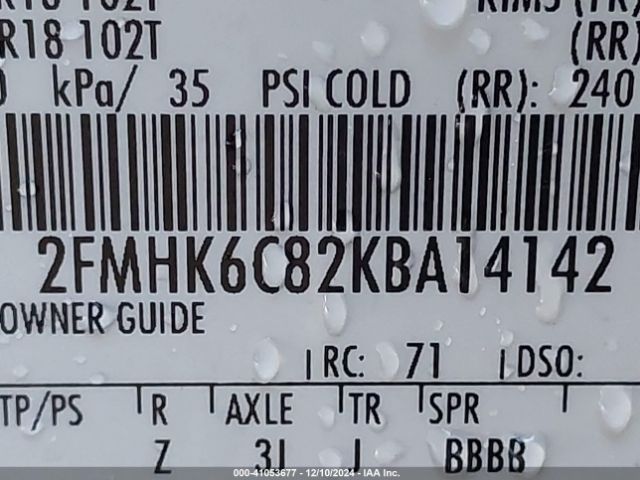 R18 102T (RR)
kPa/ 35 PSI COLD (RR): 240
2FMHK6C82KBA14142
OWNER GUIDE
RC: 71 DSO:
TP/PS R AXLE TR SPR
Z BBBB
000-41053677 - 12/10/2024 - IAA Inc.